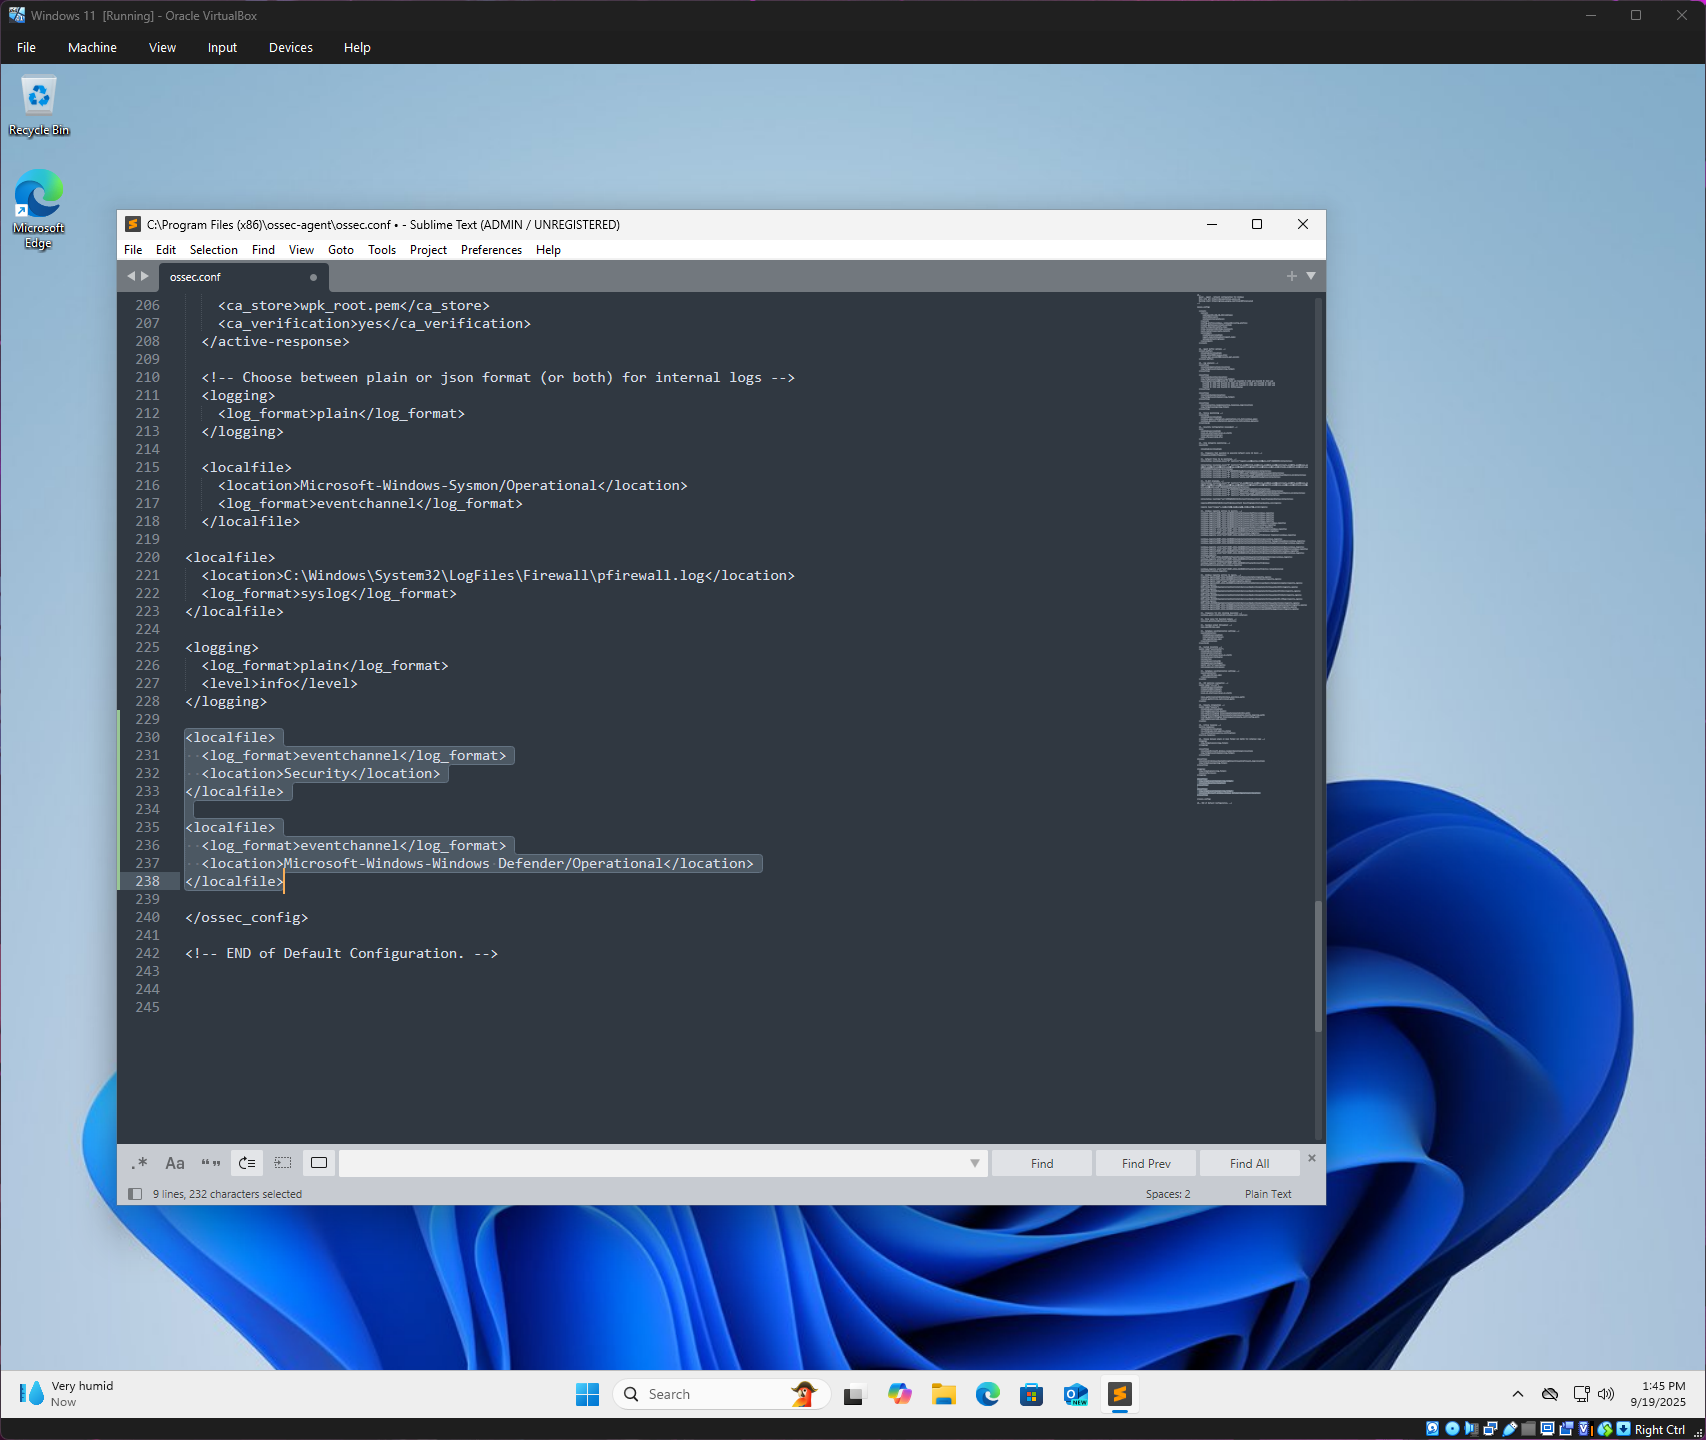 Windows 11 [Running] - Oracle VirtualBox
File Machine View Input Devices Help
Recycle Bin
Microsoft Edge
C:\Program Files (x86)\ossec-agent\ossec.conf • - Sublime Text (ADMIN / UNREGISTERED)
File Edit Selection Find View Goto Tools Project Preferences Help
ossec.conf
206 <ca_store>wpk_root.pem</ca_store>
207 <ca_verification>yes</ca_verification>
208 </active-response>
209
210 <!-- Choose between plain or json format (or both) for internal logs -->
211 <logging>
212 <log_format>plain</log_format>
213 </logging>
214
215 <localfile>
216 <location>Microsoft-Windows-Sysmon/Operational</location>
217 <log_format>eventchannel</log_format>
218 </localfile>
219
220 <localfile>
221 <location>C:\Windows\System32\LogFiles\Firewall\pfirewall.log</location>
222 <log_format>syslog</log_format>
223 </localfile>
224
225 <logging>
226 <log_format>plain</log_format>
227 <level>info</level>
228 </logging>
229
230 <localfile>
231 <log_format>eventchannel</log_format>
232 <location>Security</location>
233 </localfile>
234
235 <localfile>
236 <log_format>eventchannel</log_format>
237 <location>Microsoft-Windows-Windows Defender/Operational</location>
238 </localfile>
239
240 </ossec_config>
241
242 <!-- END of Default Configuration. -->
243
244
245
.* Aa “” Find Find Prev Find All
9 lines, 232 characters selected Spaces: 2 Plain Text
Very humid
Now
Search
NEW
1:45 PM
9/19/2025
Right Ctrl